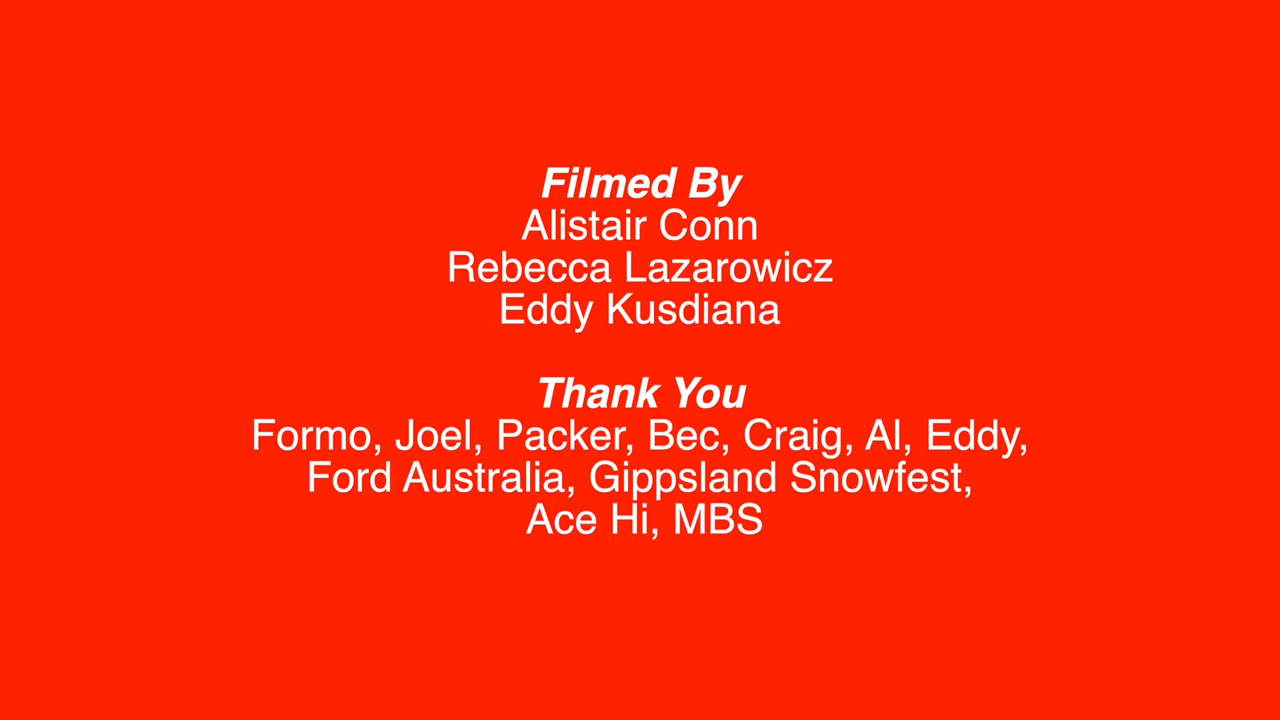 Filmed By
Alistair Conn
Rebecca Lazarowicz
Eddy Kusdiana
Thank You
Formo, Joel, Packer, Bec, Craig, Al, Eddy,
Ford Australia, Gippsland Snowfest,
Ace Hi, MBS